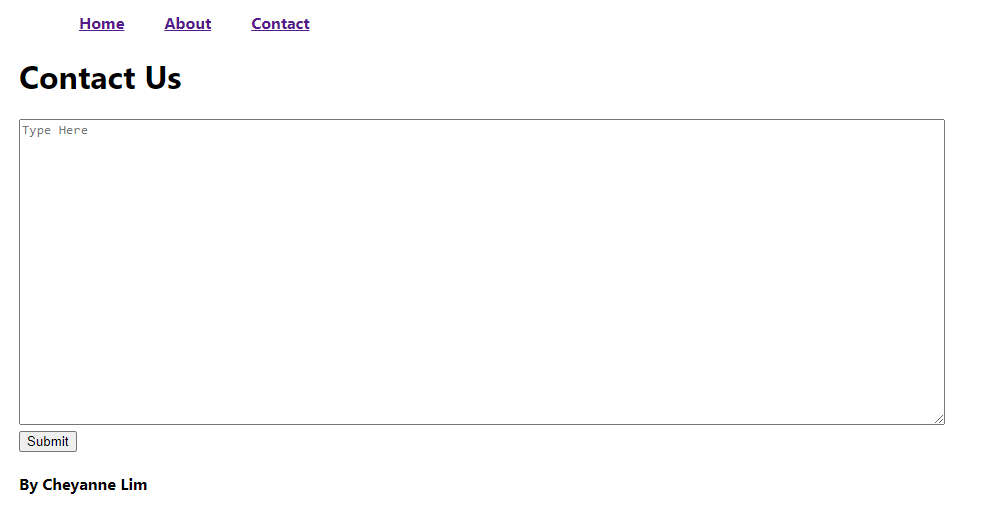 Home About Contact
Contact Us
Type Here
Submit
By Cheyanne Lim